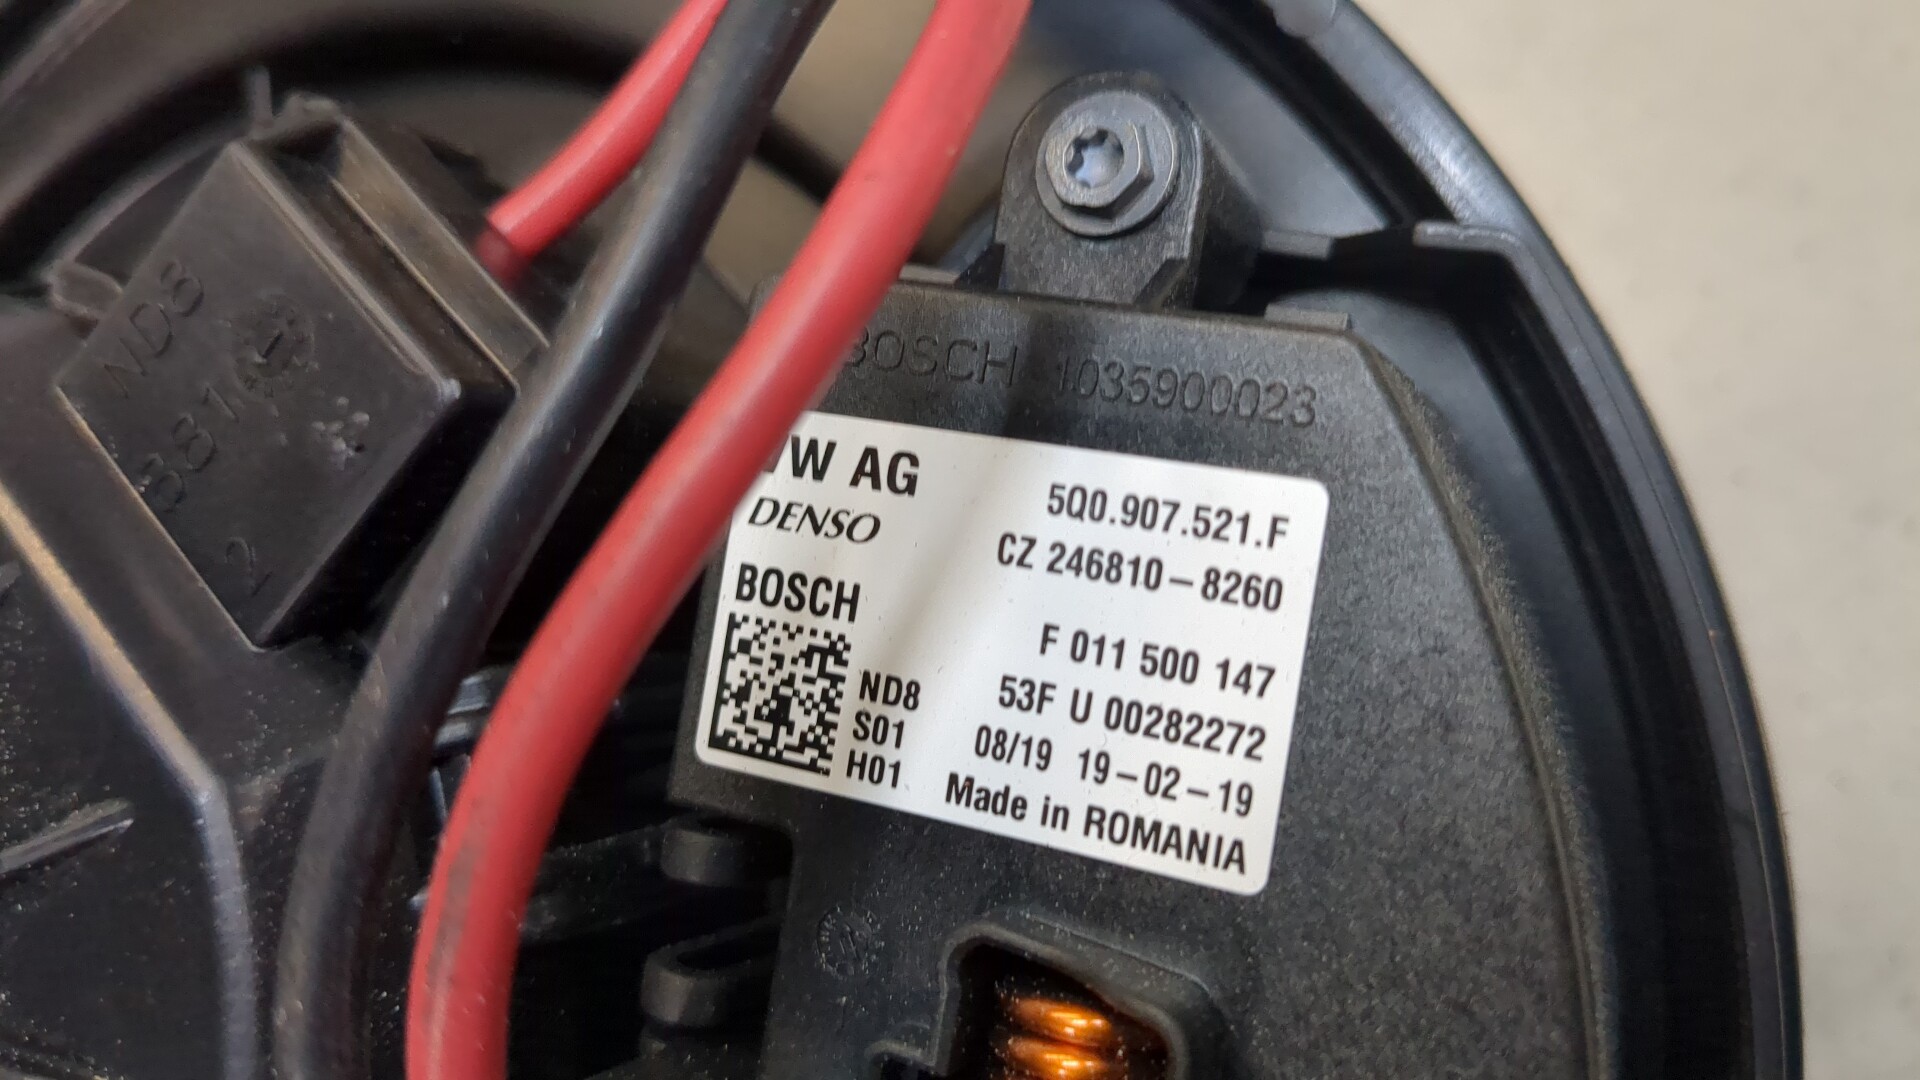 ND8
381
2
BOSCH 1035900023
VW AG
5Q0.907.521.F
DENSO
CZ 246810-8260
BOSCH
F 011 500 147
ND8
53F U 00282272
S01
08/19 19-02-19
H01
Made in ROMANIA